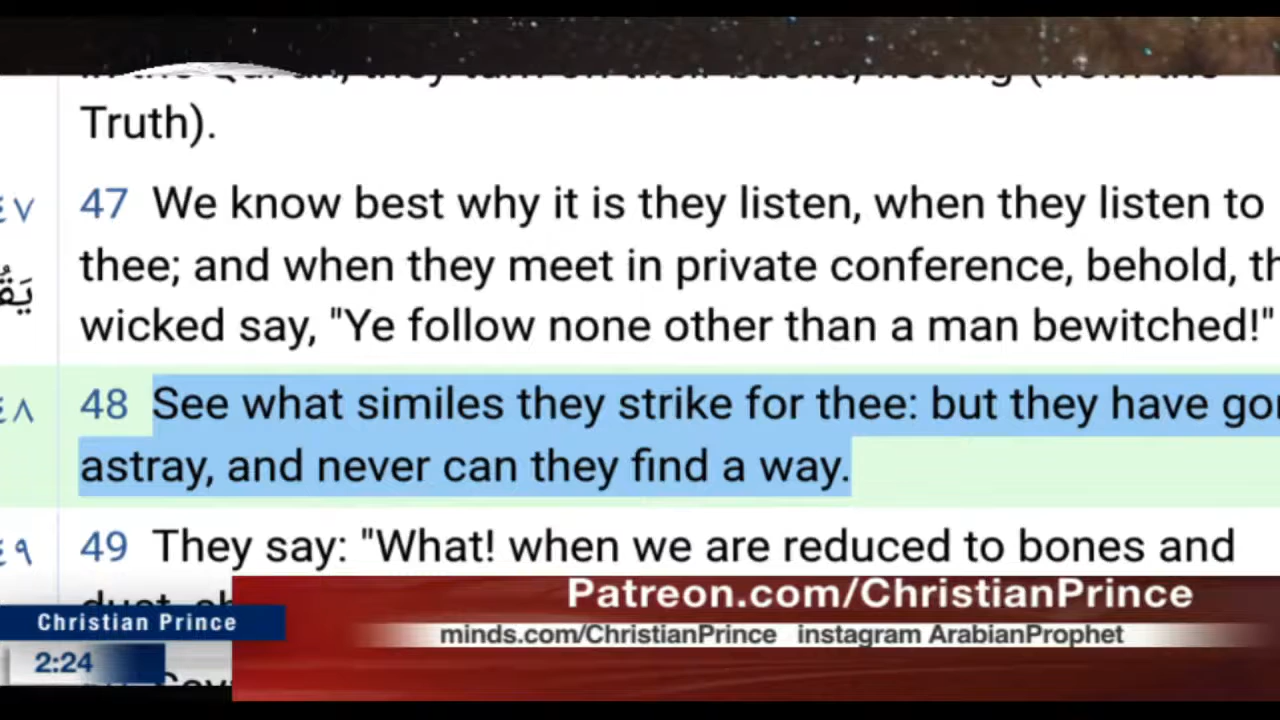 Truth).
٤٧ 47 We know best why it is they listen, when they listen to
thee; and when they meet in private conference, behold,
wicked say, "Ye follow none other than a man bewitched!"
٤٨ 48 See what similes they strike for thee: but they have
astray, and never can they find a way.
٤٩ 49 They say: "What! when we are reduced to bones and
Patreon.com/ChristianPrince
Christian Prince
minds.com/ChristianPrince instagram ArabianProphet
2:24